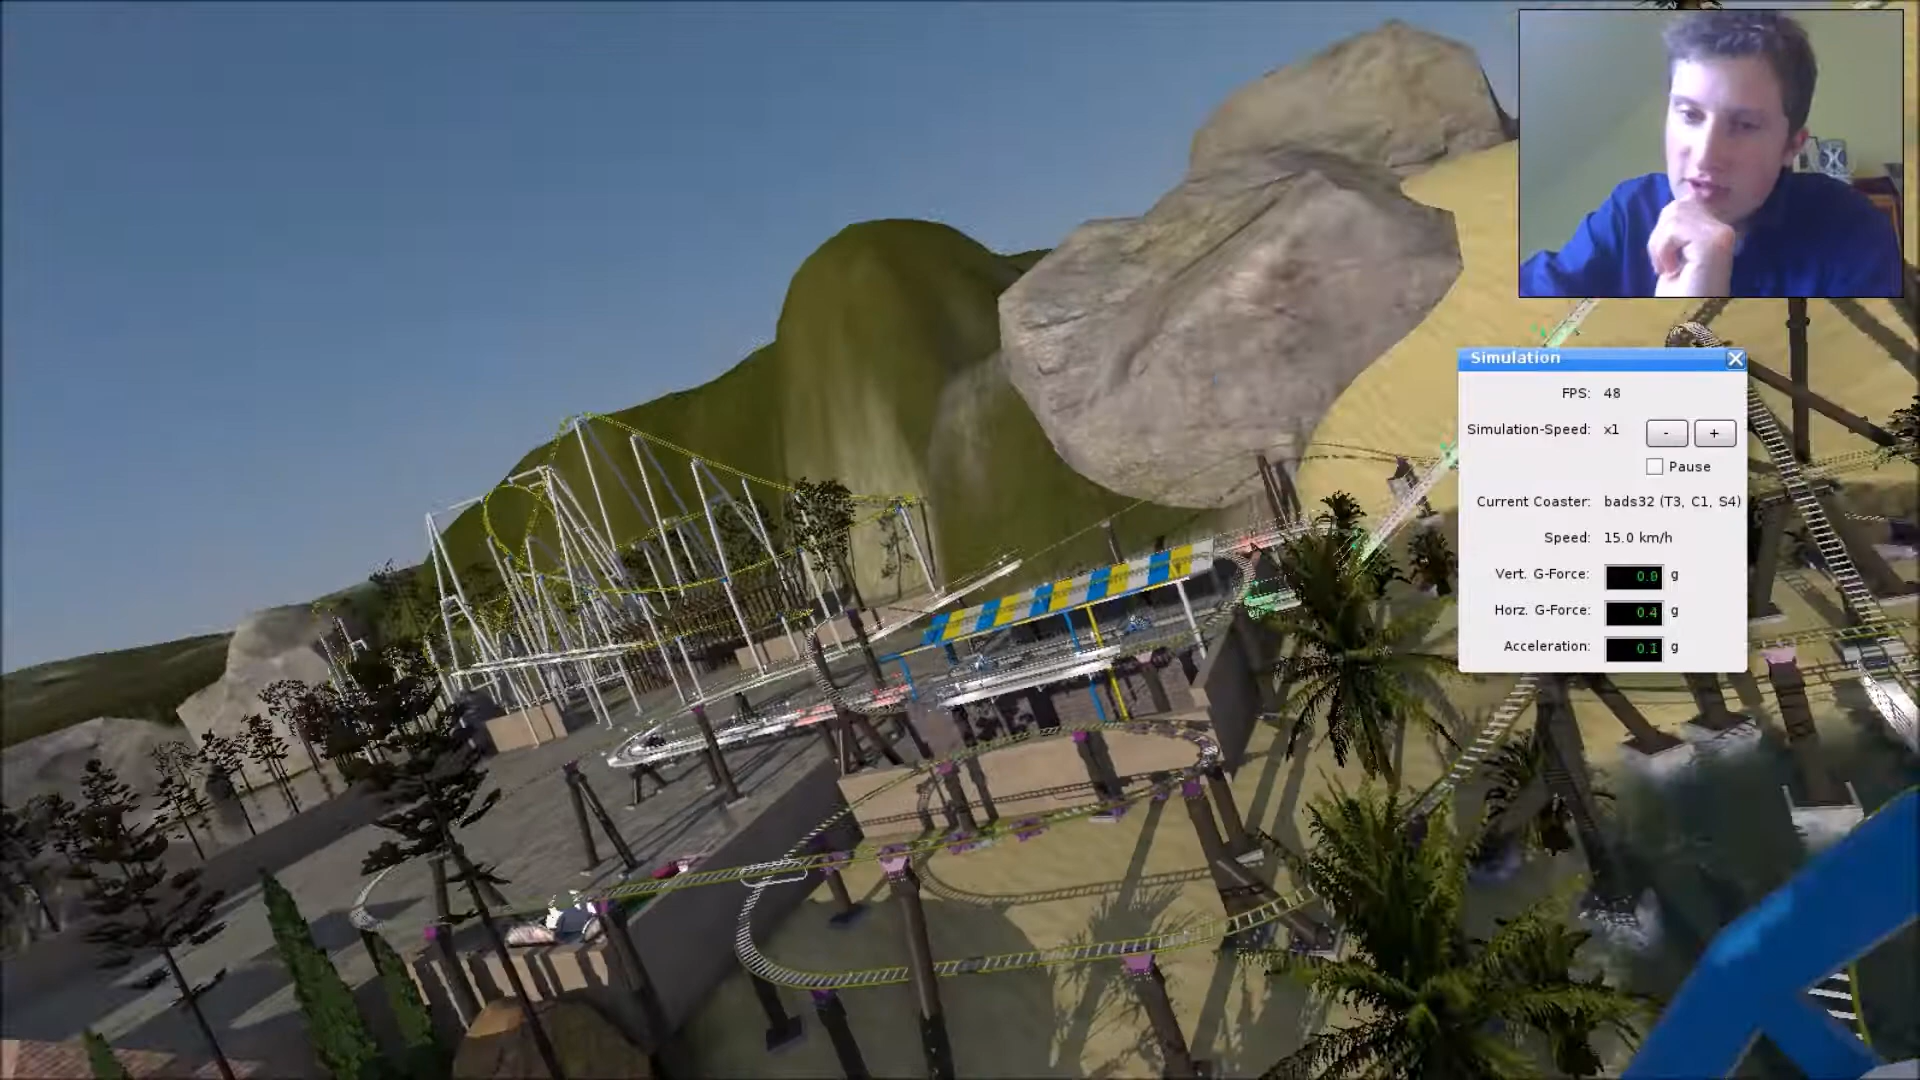 Simulation
FPS: 48
Simulation-Speed: x1 - +
Pause
Current Coaster: bads32 (T3, C1, S4)
Speed: 15.0 km/h
Vert. G-Force: 0.0 g
Horz. G-Force: 0.4 g
Acceleration: 0.1 g